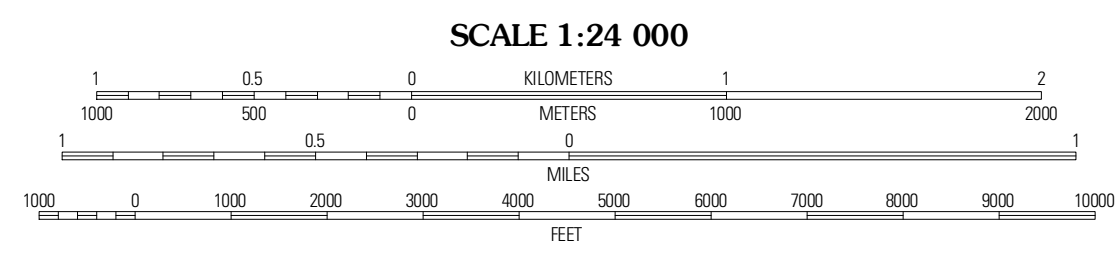 SCALE 1:24 000
1 0.5 0 KILOMETERS 1 2
1000 500 0 METERS 1000 2000
1 0.5 0 1
MILES
1000 0 1000 2000 3000 4000 5000 6000 7000 8000 9000 10000
FEET